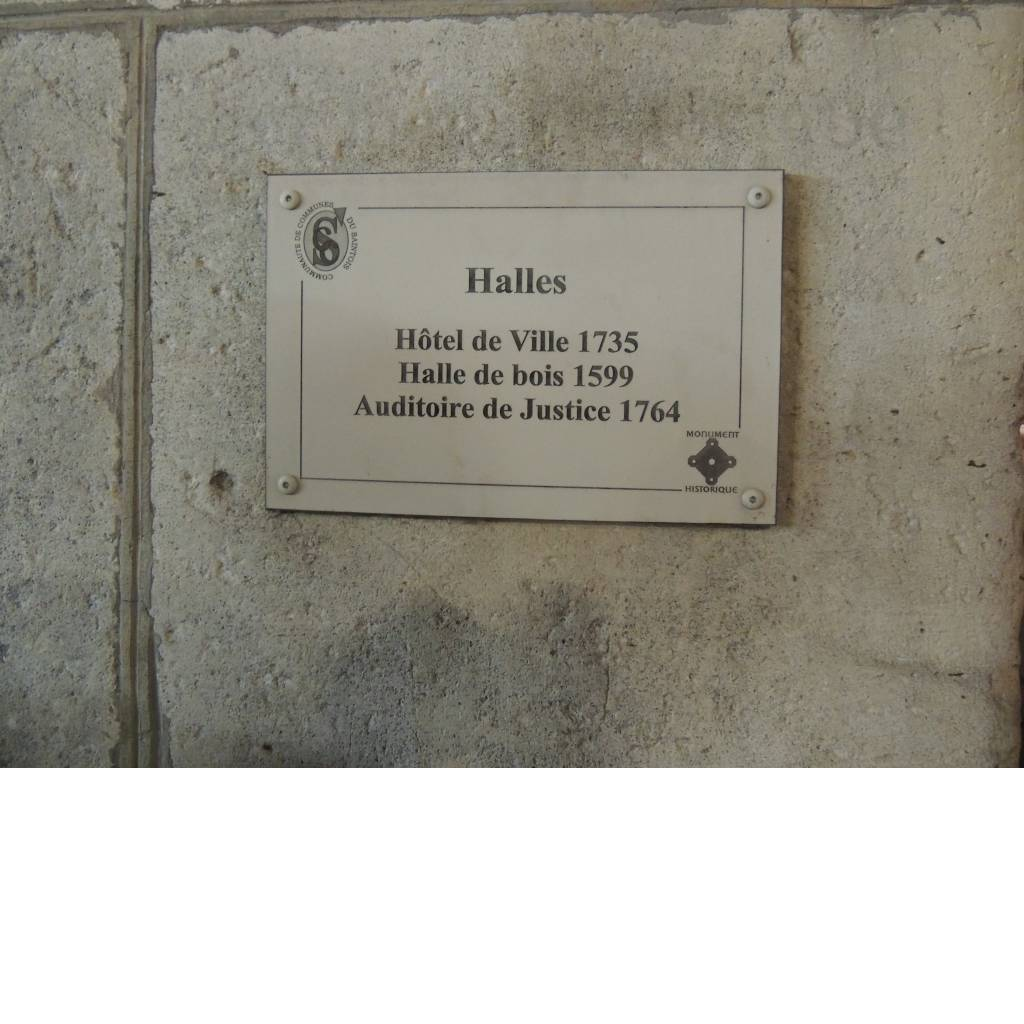 COMMUNAUTE DE COMMUNES DU SAINTOIS
Halles
Hôtel de Ville 1735
Halle de bois 1599
Auditoire de Justice 1764
MONUMENT
HISTORIQUE